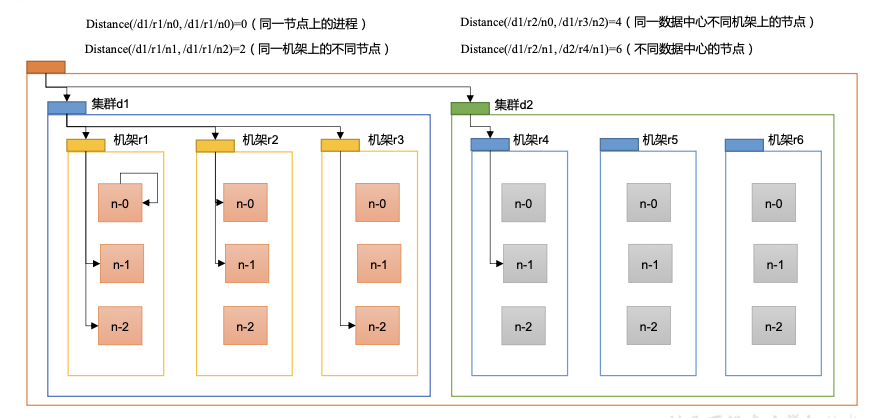 Distance(/d1/r1/n0, /d1/r1/n0)=0（同一节点上的进程）
Distance(/d1/r2/n0, /d1/r3/n2)=4（同一数据中心不同机架上的节点）
Distance(/d1/r1/n1, /d1/r1/n2)=2（同一机架上的不同节点）
Distance(/d1/r2/n1, /d2/r4/n1)=6（不同数据中心的节点）
集群d1
集群d2
机架r1
机架r2
机架r3
机架r4
机架r5
机架r6
n-0
n-0
n-0
n-0
n-0
n-0
n-1
n-1
n-1
n-1
n-1
n-1
n-2
n-2
n-2
n-2
n-2
n-2